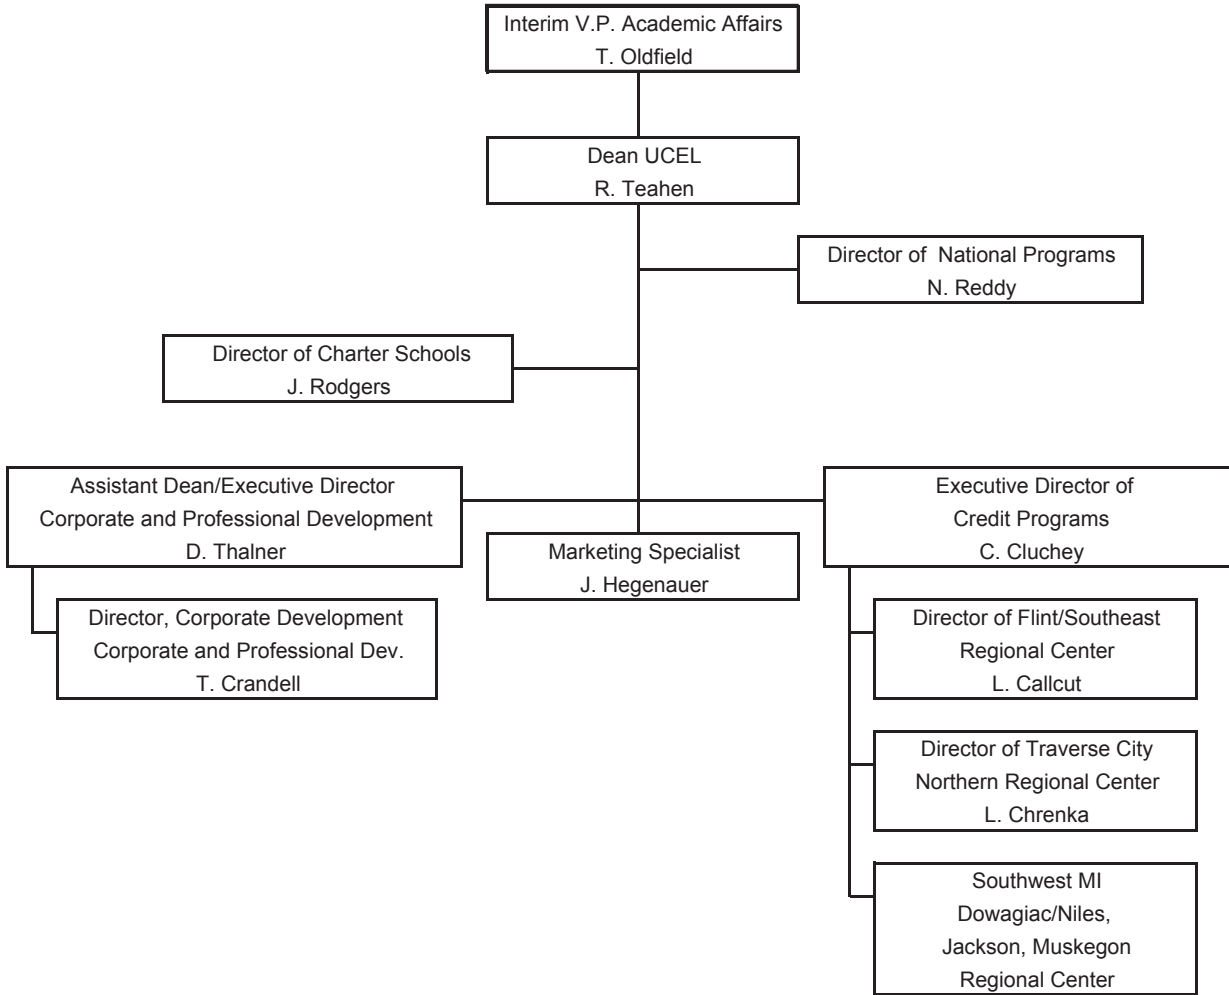 Interim V.P. Academic Affairs
T. Oldfield
Dean UCEL
R. Teahen
Director of  National Programs
N. Reddy
Director of Charter Schools
J. Rodgers
Assistant Dean/Executive Director
Corporate and Professional Development
D. Thalner
Executive Director of
Credit Programs
C. Cluchey
Marketing Specialist
J. Hegenauer
Director, Corporate Development
Corporate and Professional Dev.
T. Crandell
Director of Flint/Southeast
Regional Center
L. Callcut
Director of Traverse City
Northern Regional Center
L. Chrenka
Southwest MI
Dowagiac/Niles,
Jackson, Muskegon
Regional Center